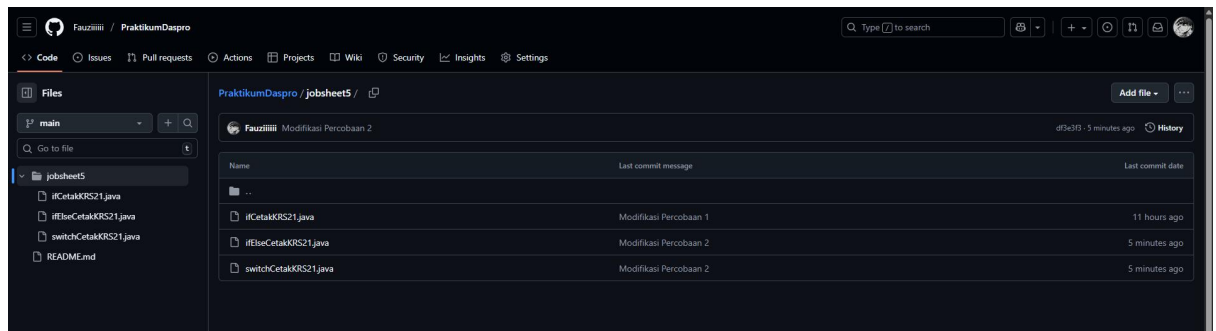 Fauziiiiii / PraktikumDaspro
Type / to search
Code Issues Pull requests Actions Projects Wiki Security Insights Settings
Files
main
Go to file t
jobsheet5
ifCetakKRS21.java
ifElseCetakKRS21.java
switchCetakKRS21.java
README.md
PraktikumDaspro / jobsheet5 /
Add file
Fauziiiiii Modifikasi Percobaan 2
df3e3f3 · 5 minutes ago History
Name Last commit message Last commit date
..
ifCetakKRS21.java Modifikasi Percobaan 1 11 hours ago
ifElseCetakKRS21.java Modifikasi Percobaan 2 5 minutes ago
switchCetakKRS21.java Modifikasi Percobaan 2 5 minutes ago